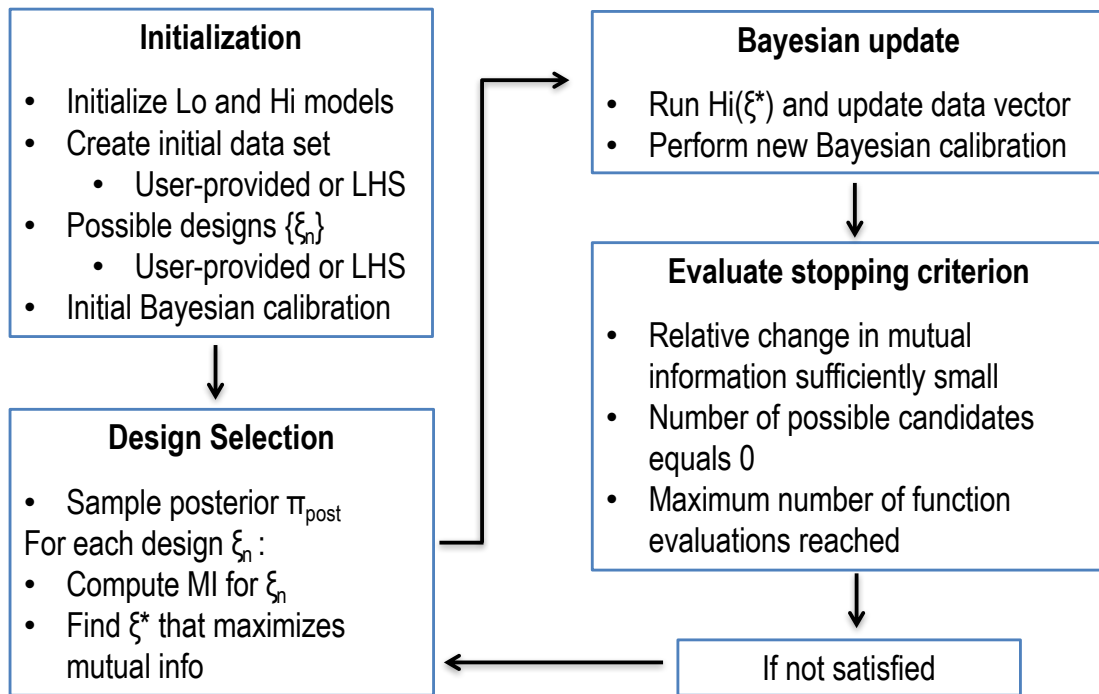 Initialization
• Initialize Lo and Hi models
• Create initial data set
• User-provided or LHS
• Possible designs {ξn}
• User-provided or LHS
• Initial Bayesian calibration
Design Selection
• Sample posterior πpost
For each design ξn :
• Compute MI for ξn
• Find ξ* that maximizes
mutual info
Bayesian update
• Run Hi(ξ*) and update data vector
• Perform new Bayesian calibration
Evaluate stopping criterion
• Relative change in mutual
information sufficiently small
• Number of possible candidates
equals 0
• Maximum number of function
evaluations reached
If not satisfied